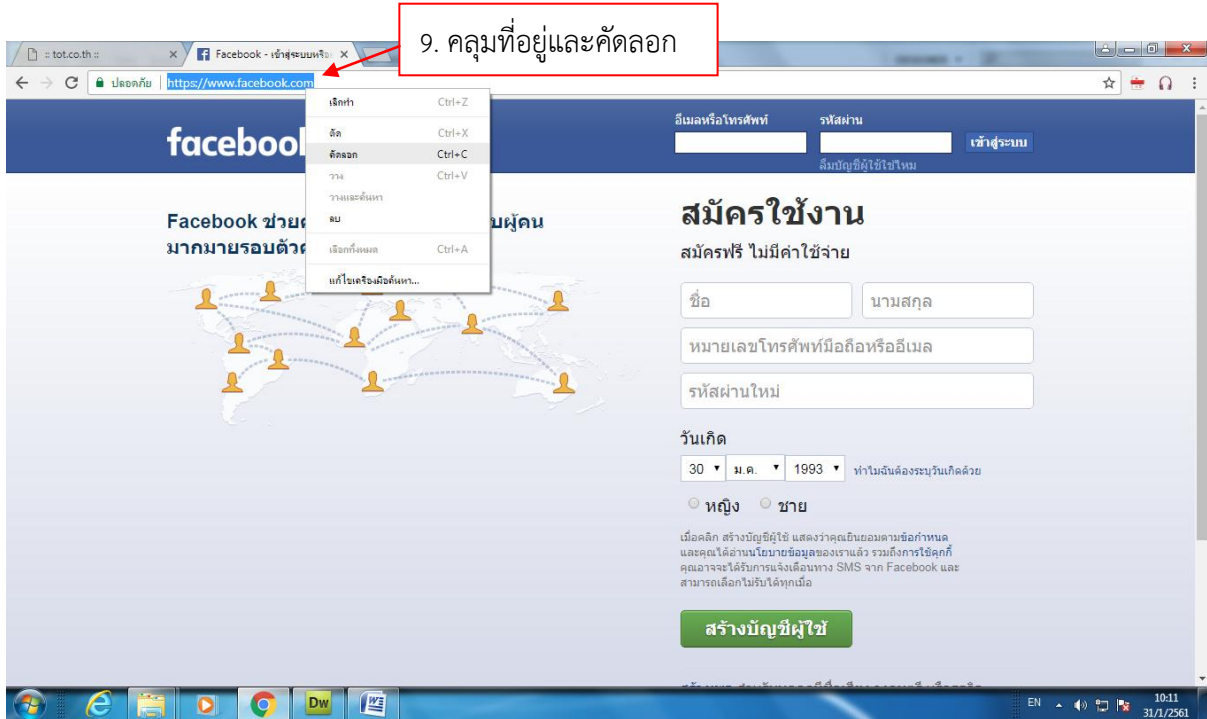 9. คลุมที่อยู่และคัดลอก
:: tot.co.th ::
Facebook - เข้าสู่ระบบหรือ
ปลอดภัย
https://www.facebook.com
เลิกทำ Ctrl+Z
ตัด Ctrl+X
คัดลอก Ctrl+C
วาง Ctrl+V
วางและค้นหา
ลบ
เลือกทั้งหมด Ctrl+A
แก้ไขเครื่องมือค้นหา...
faceboo
อีเมลหรือโทรศัพท์
รหัสผ่าน
เข้าสู่ระบบ
ลืมบัญชีผู้ใช้ใช่ไหม
Facebook ช่วย บผู้คน
มากมายรอบตัว
สมัครใช้งาน
สมัครฟรี ไม่มีค่าใช้จ่าย
ชื่อ
นามสกุล
หมายเลขโทรศัพท์มือถือหรืออีเมล
รหัสผ่านใหม่
วันเกิด
30 ม.ค. 1993 ทำไมฉันต้องระบุวันเกิดด้วย
หญิง ชาย
เมื่อคลิก สร้างบัญชีผู้ใช้ แสดงว่าคุณยินยอมตามข้อกำหนด
และคุณได้อ่านนโยบายข้อมูลของเราแล้ว รวมถึงการใช้คุกกี้
คุณอาจจะได้รับการแจ้งเตือนทาง SMS จาก Facebook และ
สามารถเลือกไม่รับได้ทุกเมื่อ
สร้างบัญชีผู้ใช้
Dw
EN
10:11
31/1/2561